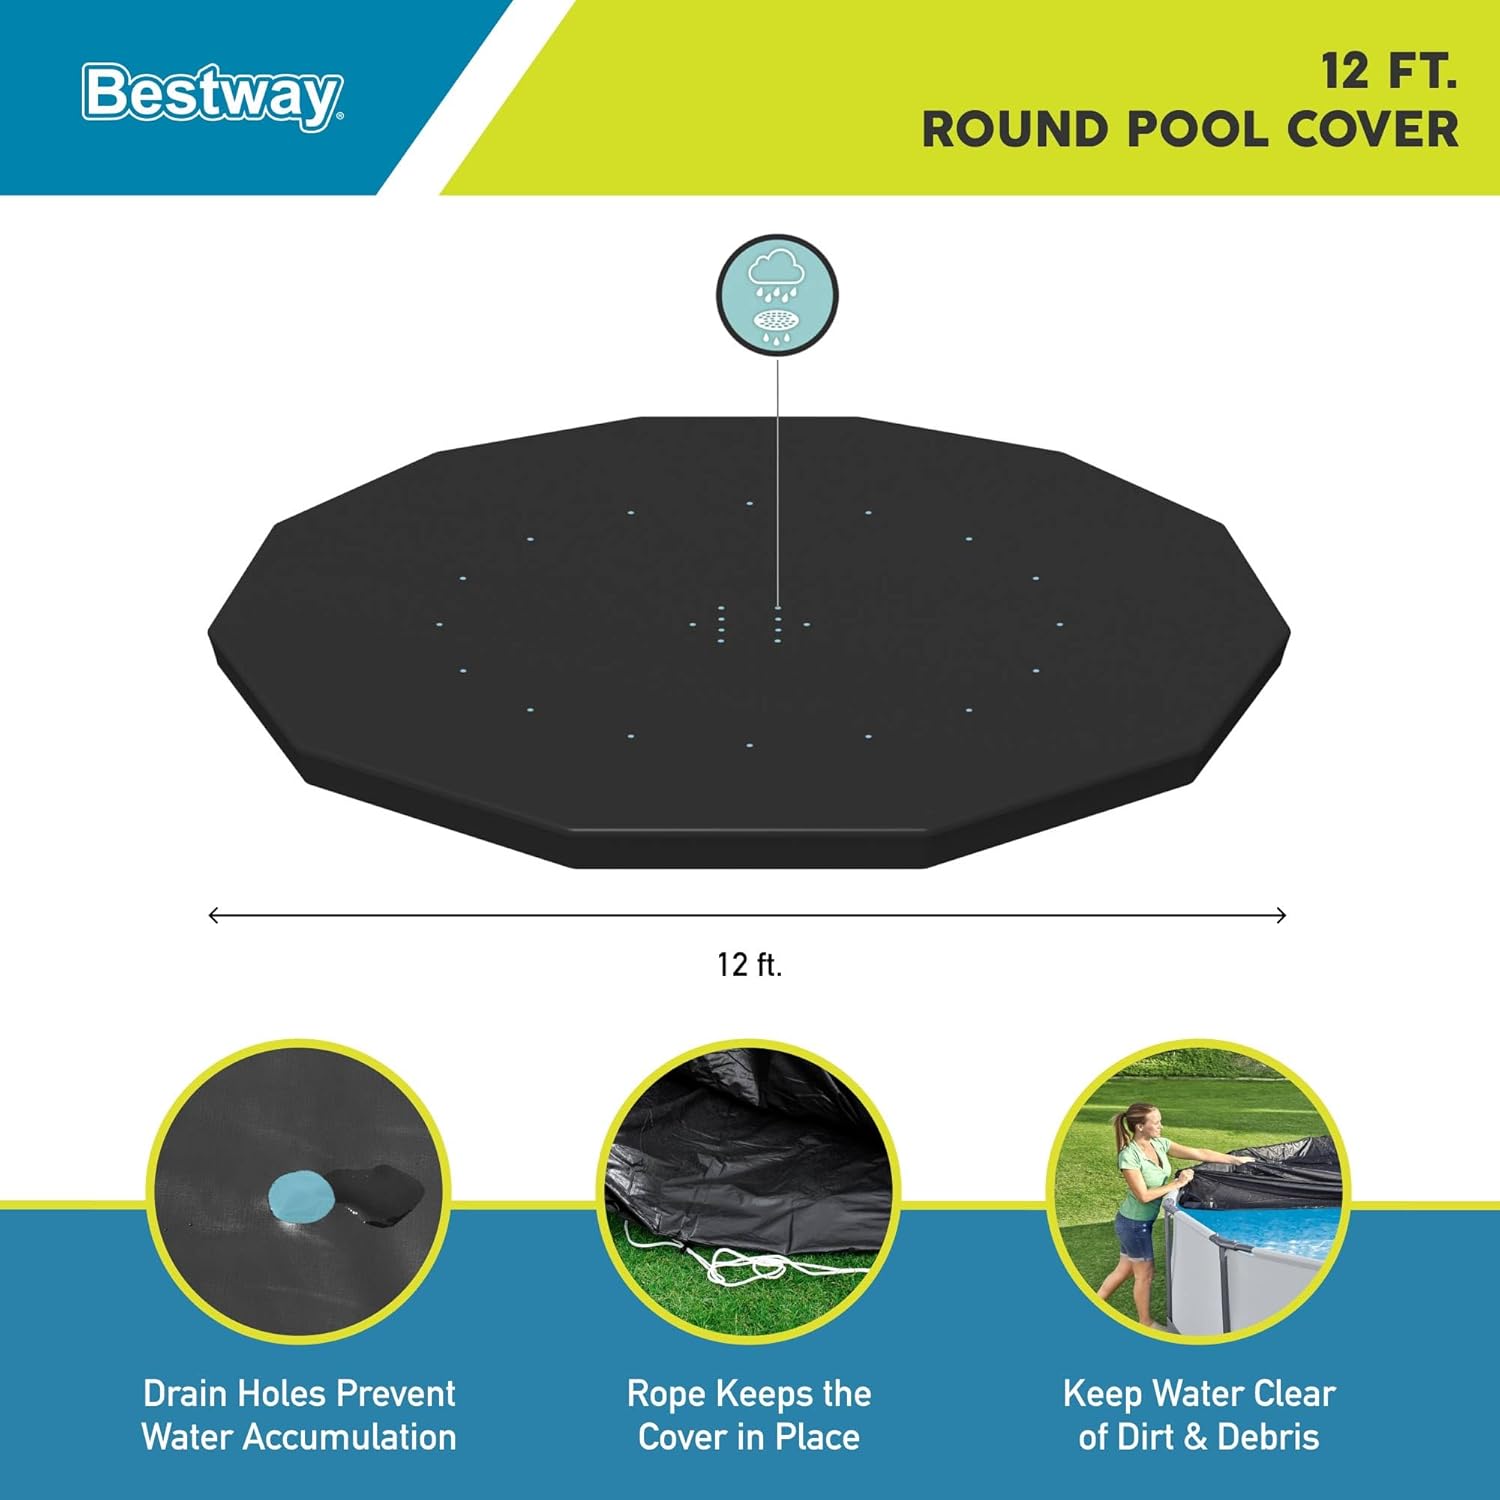 Bestway®
12 FT.
ROUND POOL COVER
12 ft.
Drain Holes Prevent
Water Accumulation
Rope Keeps the
Cover in Place
Keep Water Clear
of Dirt & Debris